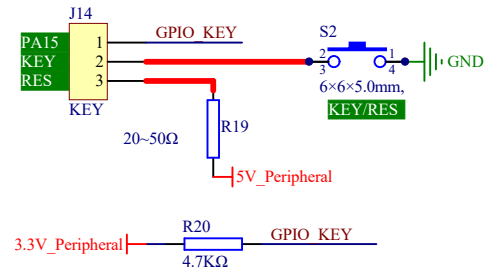 J14
GPIO_KEY
S2
PA15
KEY
RES
1
2
3
2
3
1
4
GND
KEY
6×6×5.0mm,
KEY/RES
20~50Ω
R19
5V_Peripheral
R20
3.3V_Peripheral
GPIO_KEY
4.7KΩ